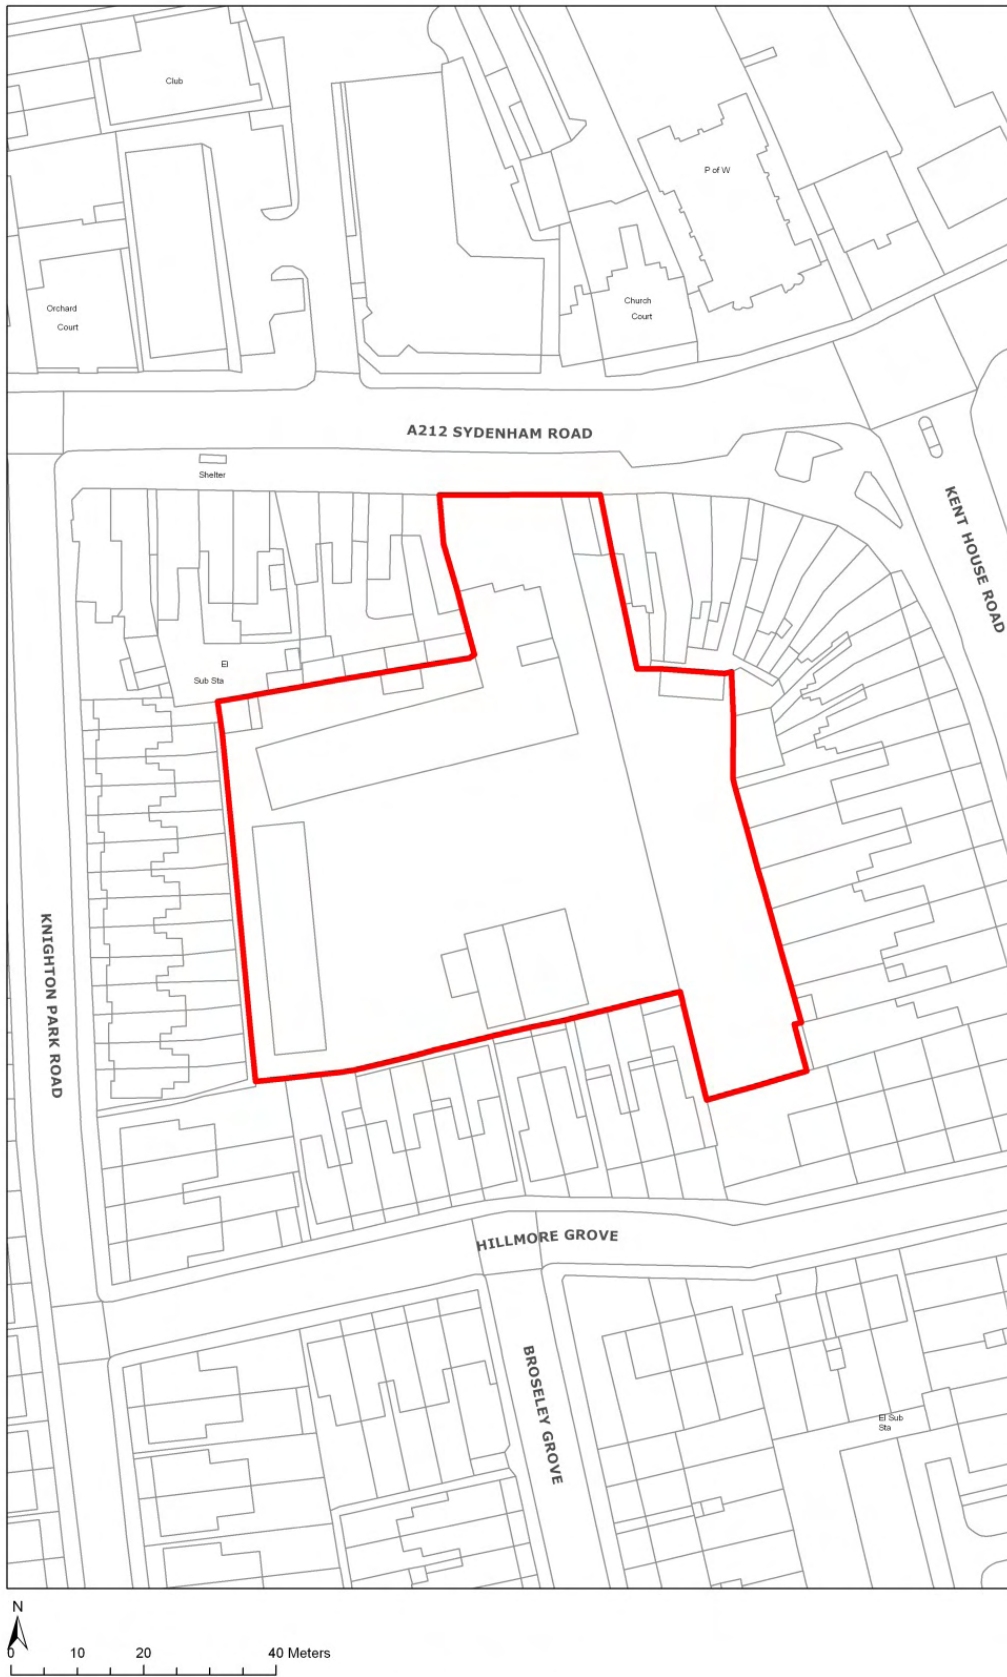 Club
P of W
Orchard
Court
Church
Court
A212 SYDENHAM ROAD
Shelter
KENT HOUSE ROAD
El
Sub Sta
KNIGHTON PARK ROAD
HILLMORE GROVE
BROSELEY GROVE
El Sub
Sta
N
0 10 20 40 Meters